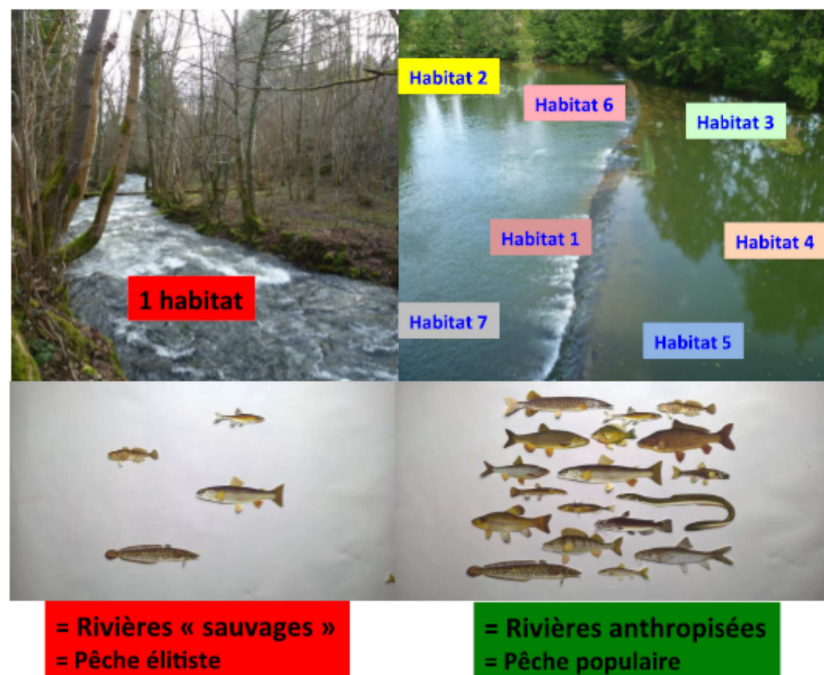 Habitat 2
Habitat 6
Habitat 3
Habitat 1
Habitat 4
1 habitat
Habitat 7
Habitat 5
= Rivières « sauvages »
= Pêche élitiste
= Rivières anthropisées
= Pêche populaire